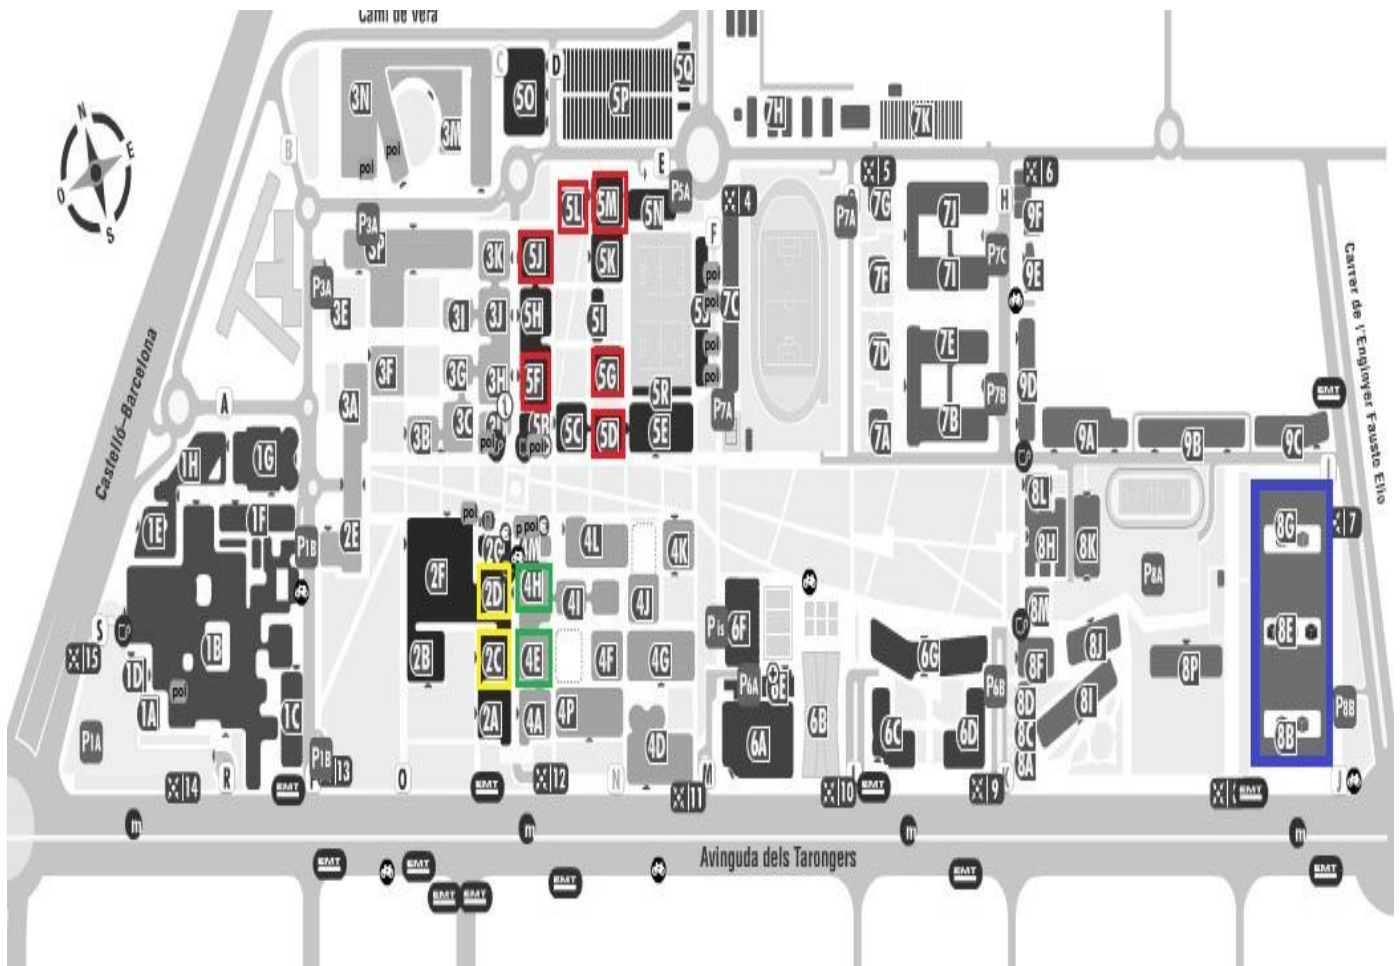 Camí de Vera
C
D
5O
5P
5Q
3N
3M
pol
pol
B
7H
7K
N
E
S
O
E
P5A
5L
5M
5N
4
5
6
P7A
7G
7J
H
9F
P3A
3P
3K
5J
5K
F
pol
P7C
7I
9E
7F
P3A
3E
3I
3J
5H
5I
pol
7C
3F
3G
3H
5F
5G
pol
pol
7D
7E
9D
P7B
5R
P7A
7A
7B
EMT
A
3A
3B
3C
L
5B
5C
5D
5E
9A
9B
9C
Castelló-Barcelona
Carrer de l'Enginyer Fausto Elio
1H
1G
1E
1F
P1B
2E
pol
pol
2G
4L
4K
8L
8H
8K
8G
I
7
2F
2D
4H
4I
4J
P8A
8M
S
15
1B
1D
1A
pol
1C
2B
2C
4E
4F
4G
P1s
6F
6G
8F
8J
8P
8E
P6A
6E
6B
P6B
8D
8I
P8B
P1A
2A
4A
4P
4D
6A
6C
6D
8C
8A
8B
R
P1B
13
O
N
M
J
14
EMT
EMT
12
11
10
EMT
9
EMT
m
m
m
m
Avinguda dels Tarongers
EMT
EMT
EMT
EMT
EMT
EMT
EMT